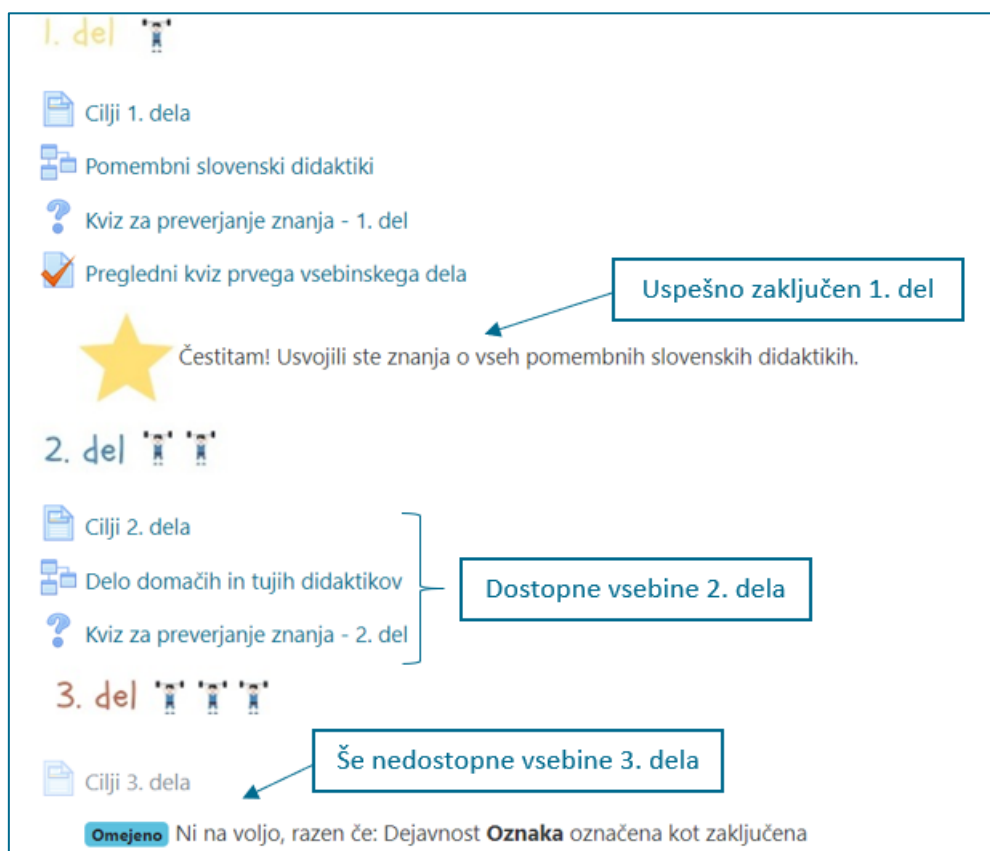 1. del
Cilji 1. dela
Pomembni slovenski didaktiki
Kviz za preverjanje znanja - 1. del
Pregledni kviz prvega vsebinskega dela
Uspešno zaključen 1. del
Čestitam! Usvojili ste znanja o vseh pomembnih slovenskih didaktikih.
2. del
Cilji 2. dela
Delo domačih in tujih didaktikov
Dostopne vsebine 2. dela
Kviz za preverjanje znanja - 2. del
3. del
Še nedostopne vsebine 3. dela
Cilji 3. dela
Omejeno Ni na voljo, razen če: Dejavnost Oznaka označena kot zaključena